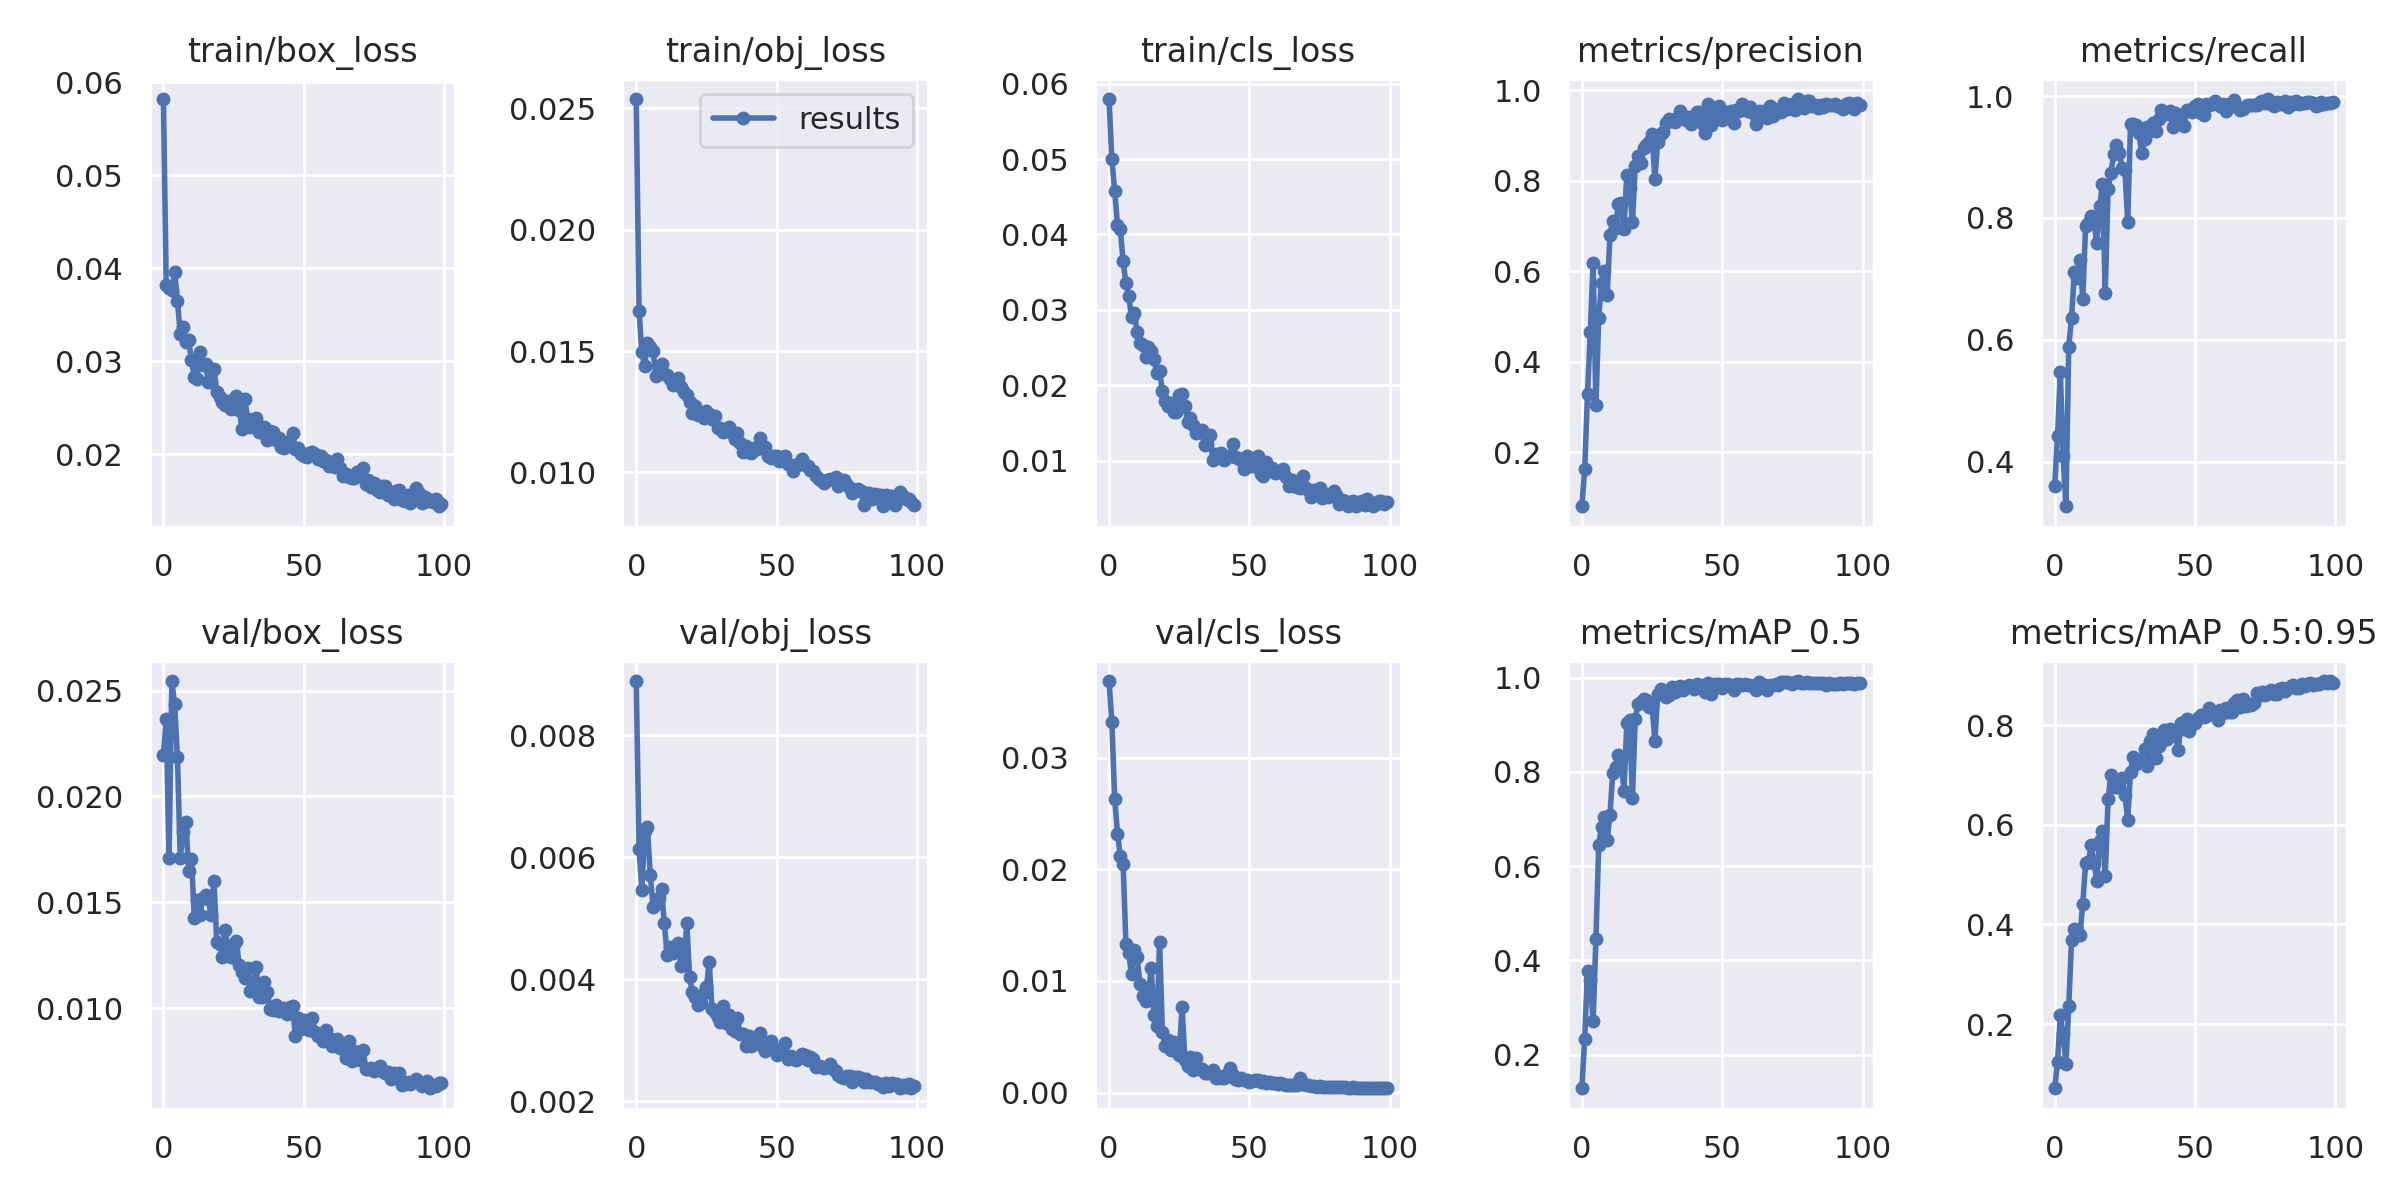 train/box_loss
0.06
0.05
0.04
0.03
0.02
0 50 100
train/obj_loss
results
0.025
0.020
0.015
0.010
0 50 100
train/cls_loss
0.06
0.05
0.04
0.03
0.02
0.01
0 50 100
metrics/precision
1.0
0.8
0.6
0.4
0.2
0 50 100
metrics/recall
1.0
0.8
0.6
0.4
0 50 100
val/box_loss
0.025
0.020
0.015
0.010
0 50 100
val/obj_loss
0.008
0.006
0.004
0.002
0 50 100
val/cls_loss
0.03
0.02
0.01
0.00
0 50 100
metrics/mAP_0.5
1.0
0.8
0.6
0.4
0.2
0 50 100
metrics/mAP_0.5:0.95
0.8
0.6
0.4
0.2
0 50 100